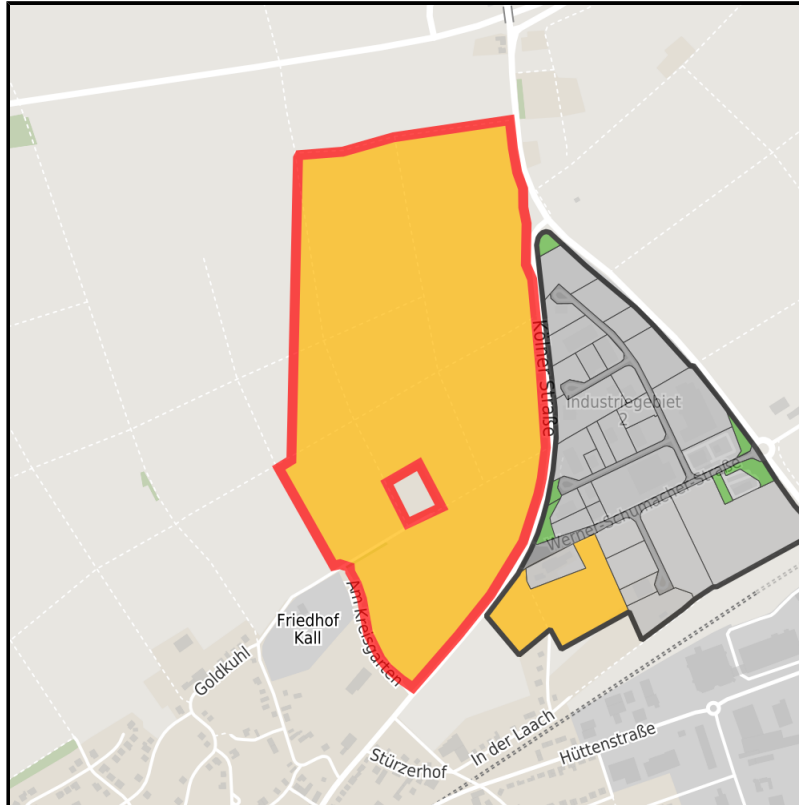 Kölner Straße
Industriegebiet
2
Werner-Schumacher-Straße
Am Kreisgarten
Friedhof
Kall
Goldkuhl
In der Laach
Hüttenstraße
Stürzerhof